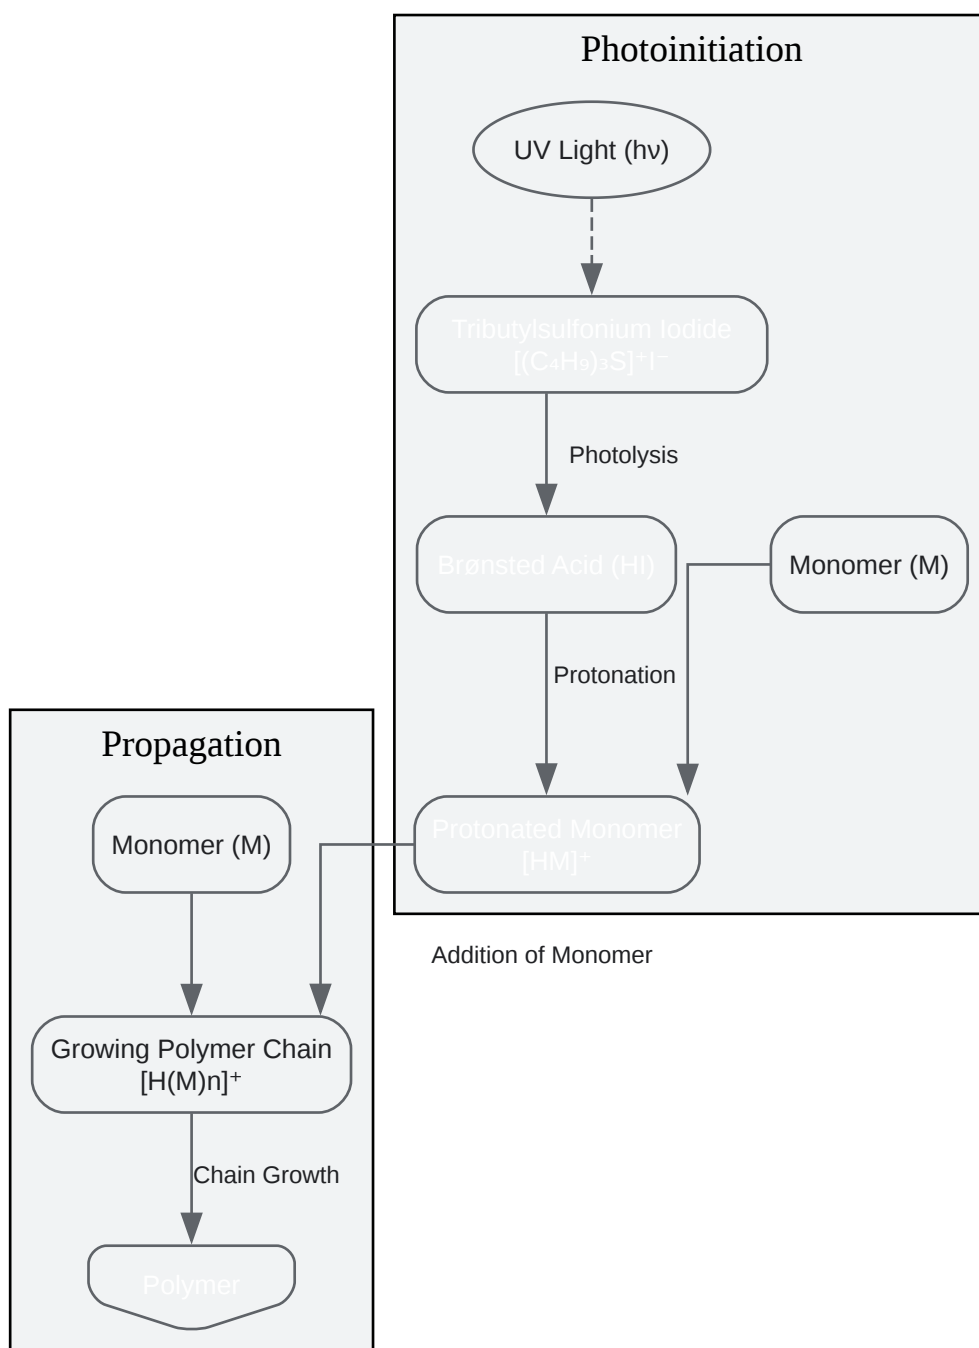 Photoinitiation
UV Light (hν)
Tributylsulfonium Iodide
[(C₄H₉)₃S]⁺I⁻
Photolysis
Brønsted Acid (HI)
Monomer (M)
Protonation
Protonated Monomer
[HM]⁺
Propagation
Monomer (M)
Addition of Monomer
Growing Polymer Chain
[H(M)n]⁺
Chain Growth
Polymer